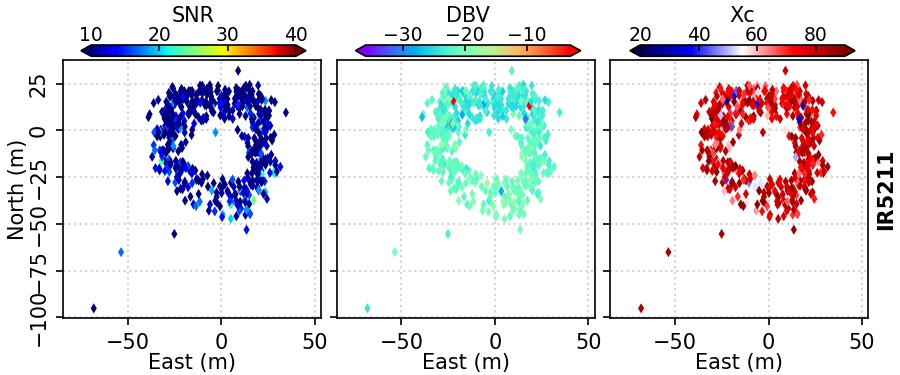 SNR DBV Xc
10 20 30 40 −30 −20 −10 20 40 60 80
North (m)
25
0
−25
−50
−75
−100
−50 0 50 −50 0 50 −50 0 50
East (m) East (m) East (m)
IR5211